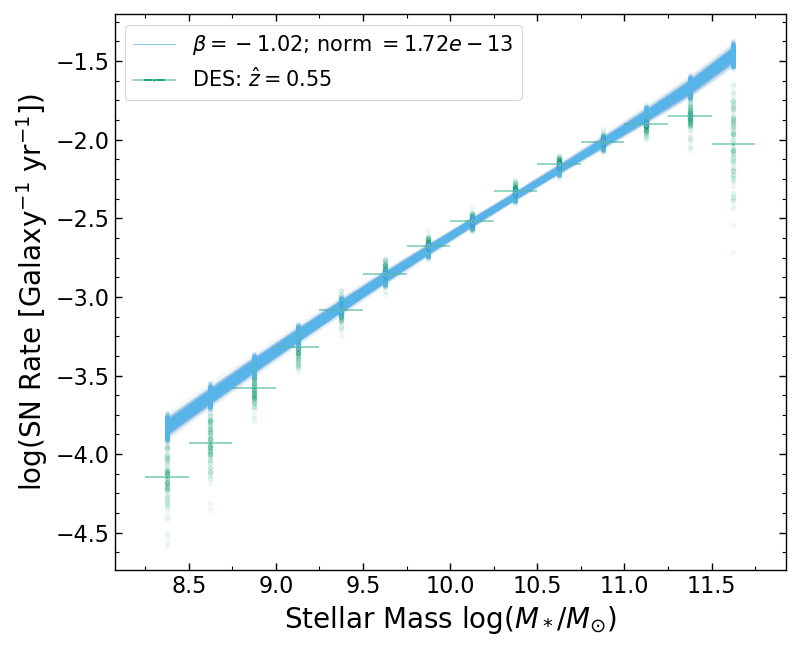 β = −1.02; norm = 1.72e − 13
DES: ẑ = 0.55
log(SN Rate [Galaxy⁻¹ yr⁻¹])
−1.5
−2.0
−2.5
−3.0
−3.5
−4.0
−4.5
8.5 9.0 9.5 10.0 10.5 11.0 11.5
Stellar Mass log(M∗/M⊙)